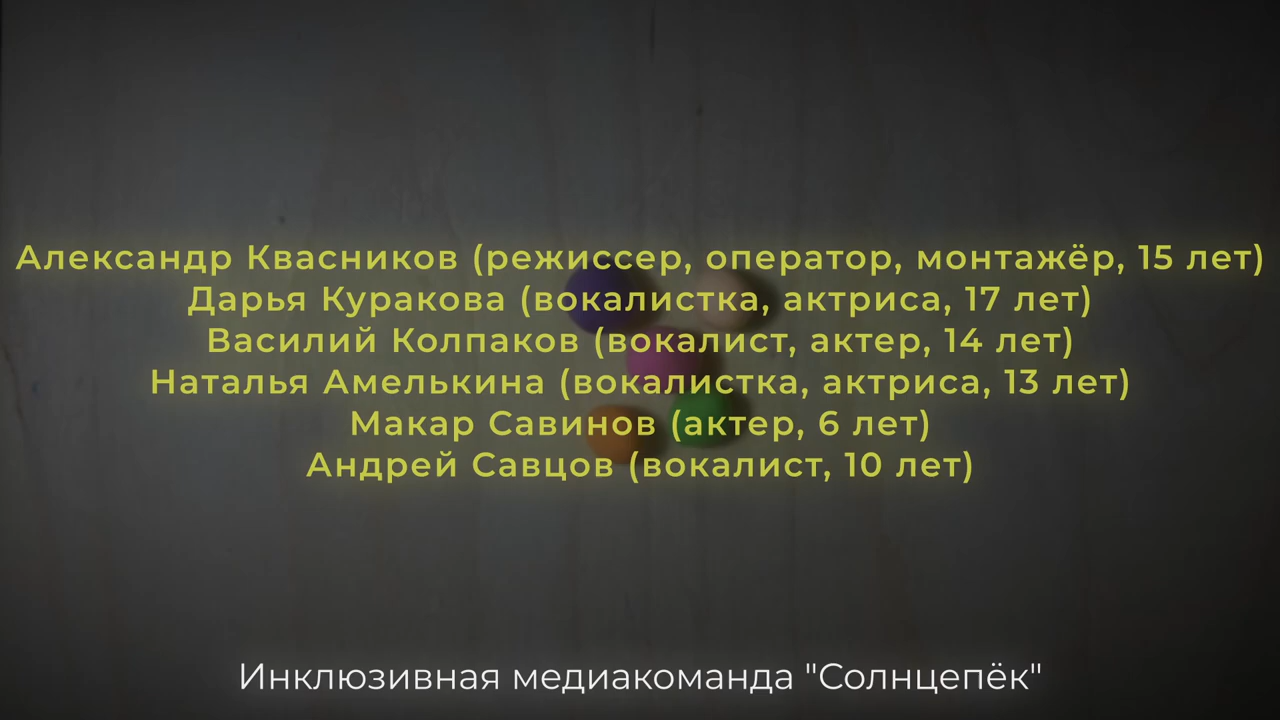 Александр Квасников (режиссер, оператор, монтажёр, 15 лет)
Дарья Куракова (вокалистка, актриса, 17 лет)
Василий Колпаков (вокалист, актер, 14 лет)
Наталья Амелькина (вокалистка, актриса, 13 лет)
Макар Савинов (актер, 6 лет)
Андрей Савцов (вокалист, 10 лет)
Инклюзивная медиакоманда "Солнцепёк"